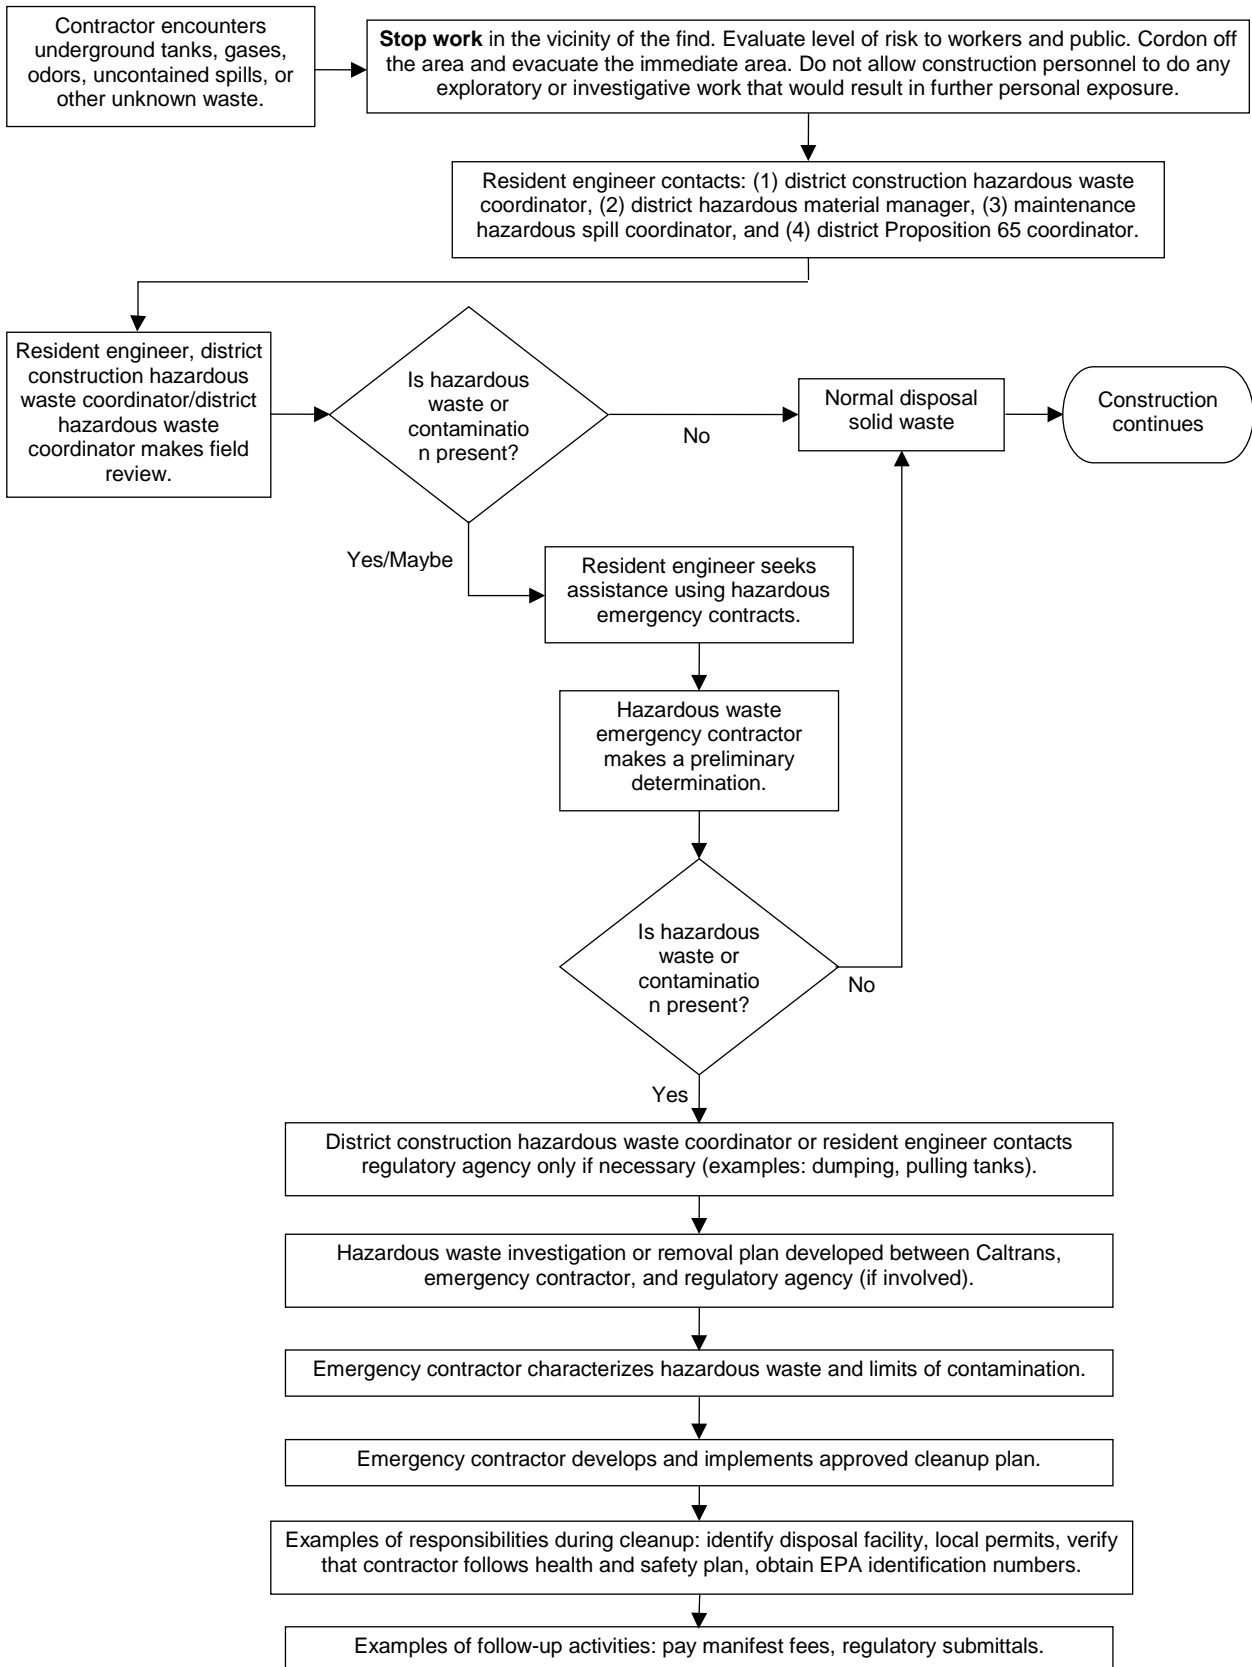 Contractor encounters
underground tanks, gases,
odors, uncontained spills, or
other unknown waste.
Stop work in the vicinity of the find. Evaluate level of risk to workers and public. Cordon off
the area and evacuate the immediate area. Do not allow construction personnel to do any
exploratory or investigative work that would result in further personal exposure.
Resident engineer contacts: (1) district construction hazardous waste
coordinator, (2) district hazardous material manager, (3) maintenance
hazardous spill coordinator, and (4) district Proposition 65 coordinator.
Resident engineer, district
construction hazardous
waste coordinator/district
hazardous waste
coordinator makes field
review.
Is hazardous
waste or
contaminatio
n present?
No
Normal disposal
solid waste
Construction
continues
Yes/Maybe
Resident engineer seeks
assistance using hazardous
emergency contracts.
Hazardous waste
emergency contractor
makes a preliminary
determination.
Is hazardous
waste or
contaminatio
n present?
No
Yes
District construction hazardous waste coordinator or resident engineer contacts
regulatory agency only if necessary (examples: dumping, pulling tanks).
Hazardous waste investigation or removal plan developed between Caltrans,
emergency contractor, and regulatory agency (if involved).
Emergency contractor characterizes hazardous waste and limits of contamination.
Emergency contractor develops and implements approved cleanup plan.
Examples of responsibilities during cleanup: identify disposal facility, local permits, verify
that contractor follows health and safety plan, obtain EPA identification numbers.
Examples of follow-up activities: pay manifest fees, regulatory submittals.